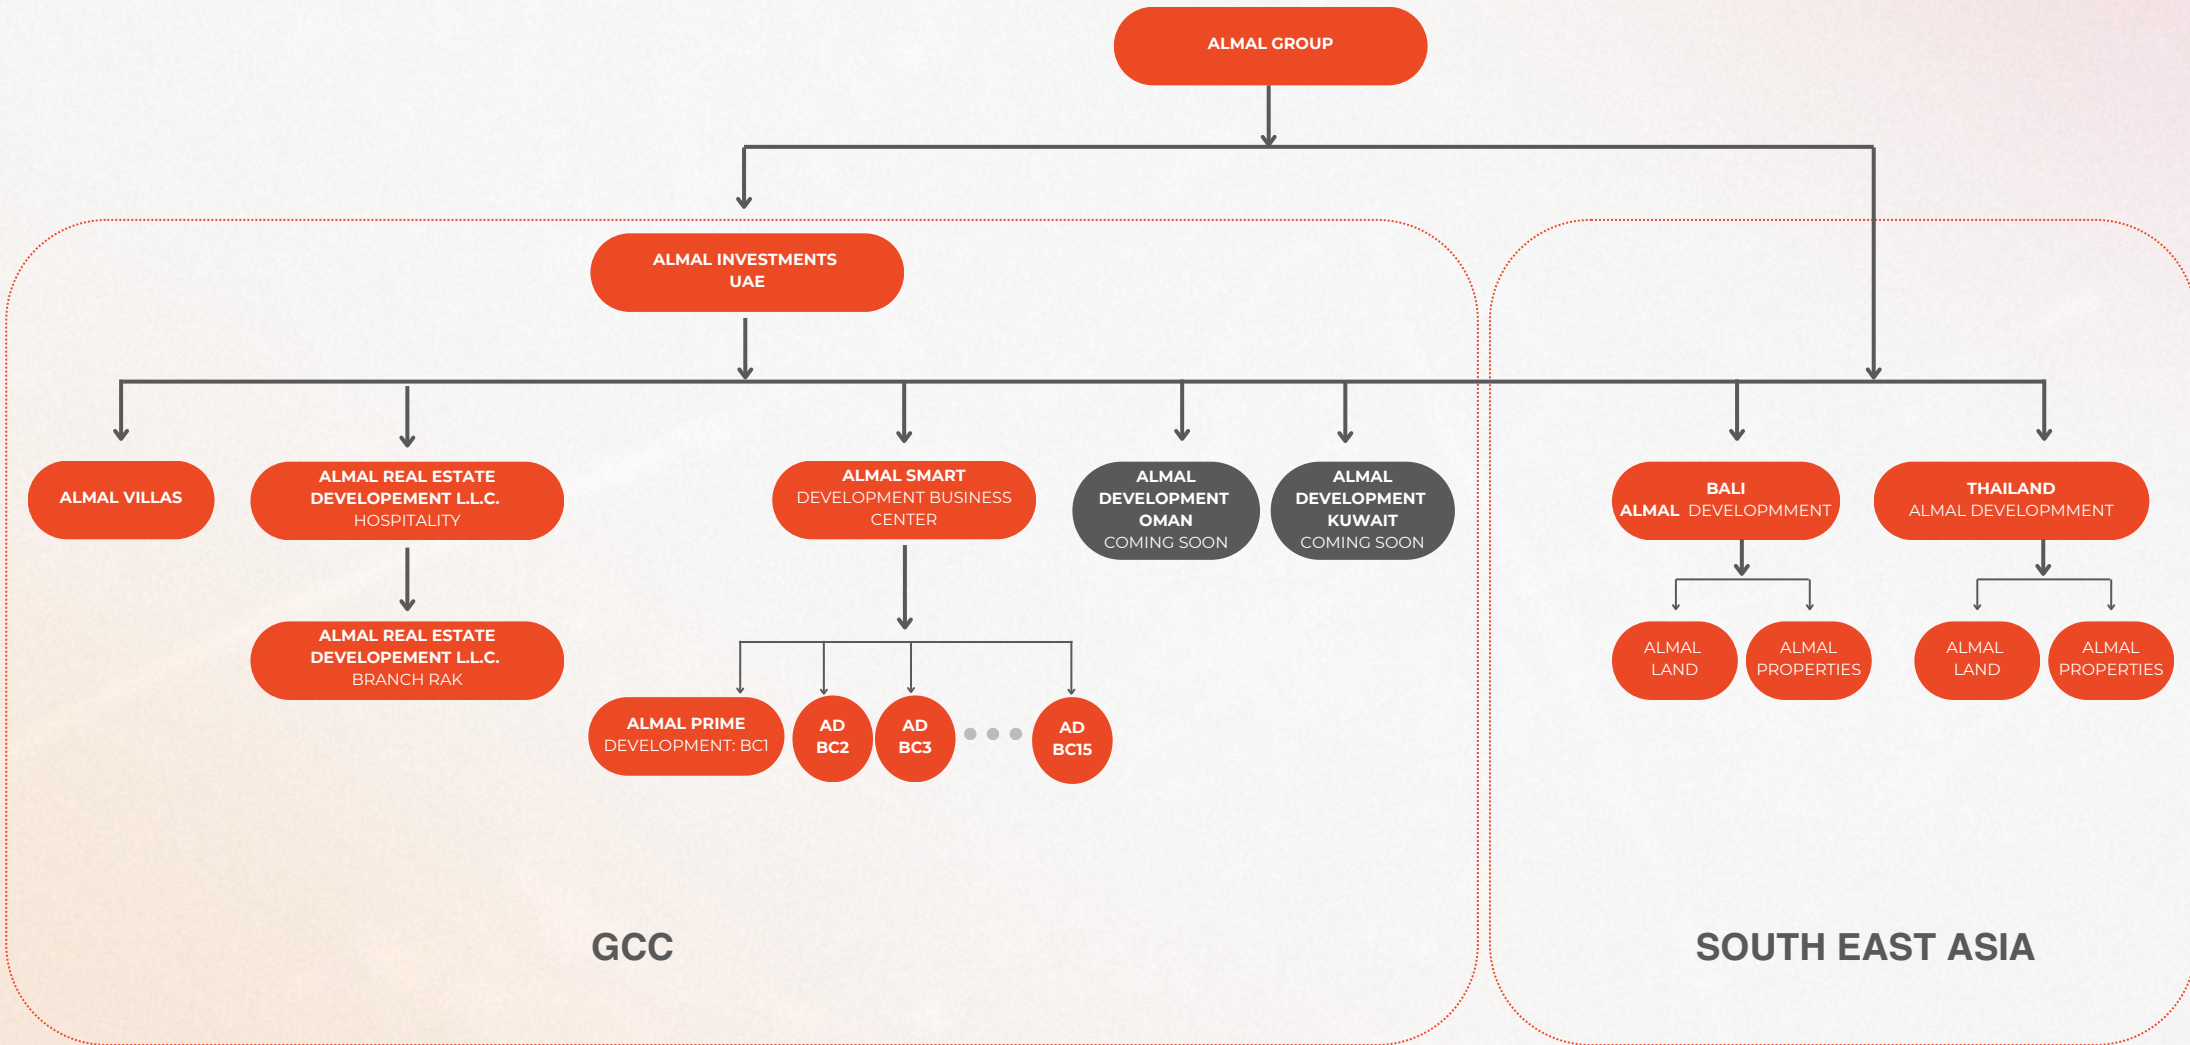 ALMAL GROUP
ALMAL INVESTMENTS
UAE
ALMAL VILLAS
ALMAL REAL ESTATE
DEVELOPEMENT L.L.C.
HOSPITALITY
ALMAL SMART
DEVELOPMENT BUSINESS
CENTER
ALMAL
DEVELOPMENT
OMAN
COMING SOON
ALMAL
DEVELOPMENT
KUWAIT
COMING SOON
BALI
ALMAL DEVELOPMMENT
THAILAND
ALMAL DEVELOPMMENT
ALMAL REAL ESTATE
DEVELOPEMENT L.L.C.
BRANCH RAK
ALMAL PRIME
DEVELOPMENT: BC1
AD
BC2
AD
BC3
AD
BC15
ALMAL
LAND
ALMAL
PROPERTIES
ALMAL
LAND
ALMAL
PROPERTIES
GCC
SOUTH EAST ASIA